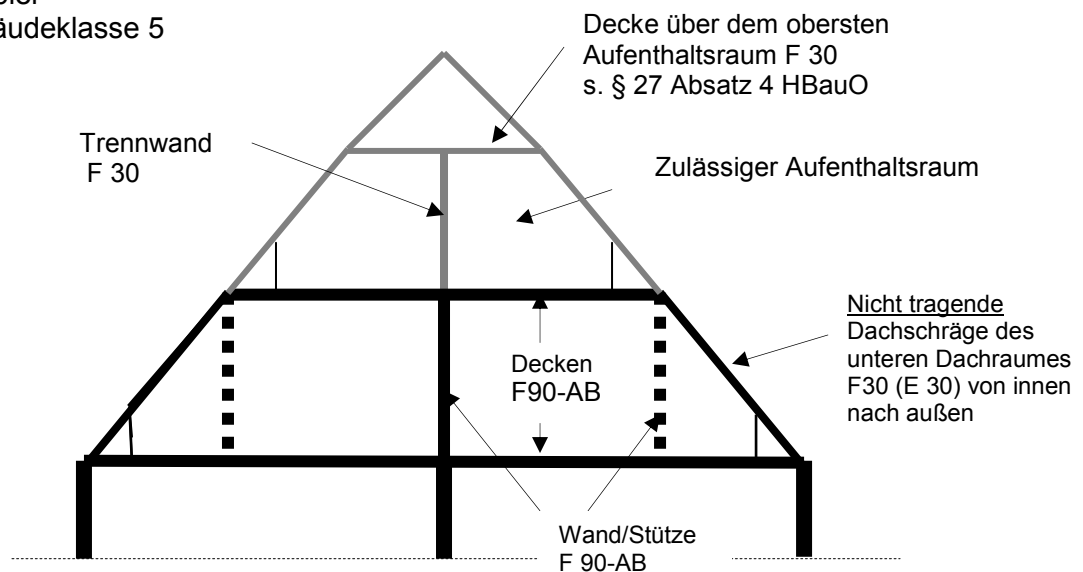 Gebäudeklasse 5
Decke über dem obersten
Aufenthaltsraum F 30
s. § 27 Absatz 4 HBauO
Trennwand
F 30
Zulässiger Aufenthaltsraum
Nicht tragende
Dachschräge des
unteren Dachraumes
F30 (E 30) von innen
nach außen
Decken
F90-AB
Wand/Stütze
F 90-AB